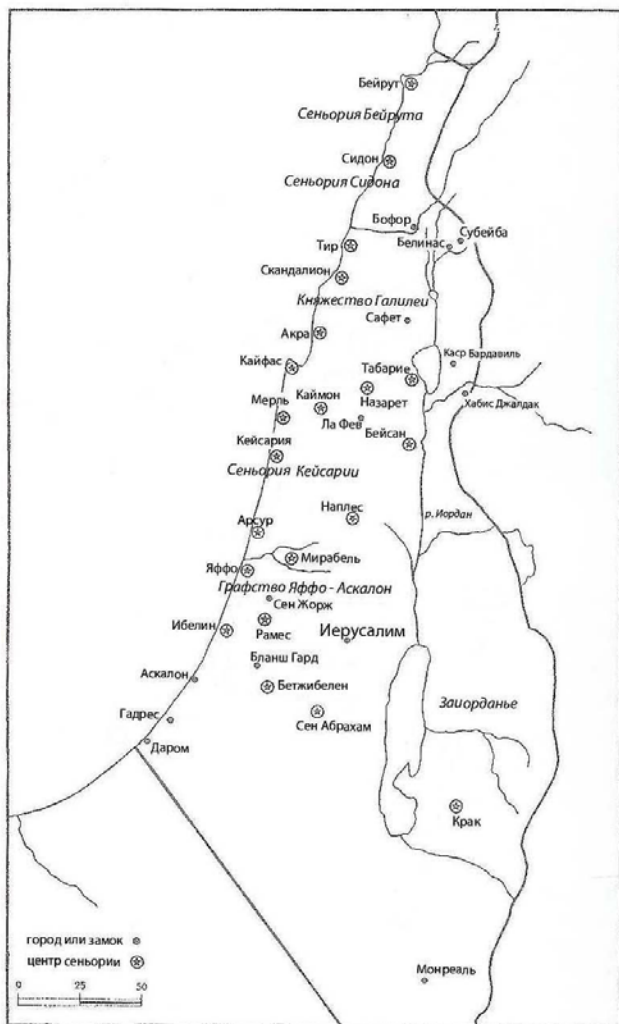 Бейрут
Сеньория Бейрута
Сидон
Сеньория Сидона
Бофор
Субейба
Тир
Белинас
Скандалион
Княжество Галилеи
Сафет
Акра
Каср Бардавиль
Кайфас
Табарие
Каймон
Назарет
Хабис Джалдак
Мерль
Ла Фев
Бейсан
Кейсария
Сеньория Кейсарии
Наплес
р. Иордан
Арсур
Мирабель
Яффо
Графство Яффо - Аскалон
Сен Жорж
Ибелин
Рамес
Иерусалим
Бланш Гард
Аскалон
Бетжибелен
Заиорданье
Гадрес
Сен Абрахам
Даром
Крак
город или замок
центр сеньории
Монреаль
0 25 50